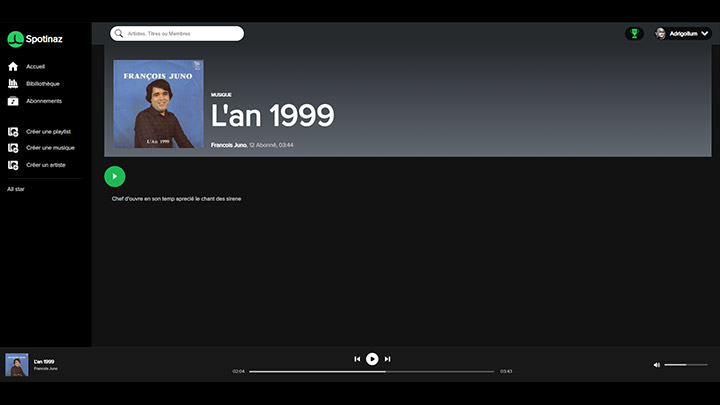 Spotinaz
Artistes, Titres ou Membres
Adrigollum
Accueil
Bibiliothèque
Abonnements
Créer une playlist
Créer une musique
Créer un artiste
All star
FRANÇOIS JUNO
L'an 1999
MUSIQUE
L'an 1999
Francois Juno, 12 Abonné, 03:44
Chef d'ouvre en son temp aprecié le chant des sirene
L'an 1999
Francois Juno
02:04
03:43